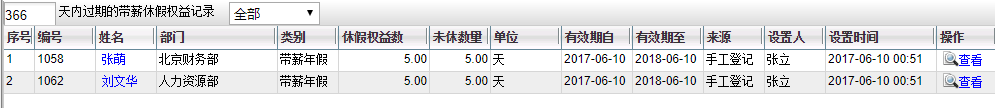 366 天内过期的带薪休假权益记录 全部
序号 编号 姓名 部门 类别 休假权益数 未休数量 单位 有效期自 有效期至 来源 设置人 设置时间 操作
1 1058 张萌 北京财务部 带薪年假 5.00 5.00 天 2017-06-10 2018-06-10 手工登记 张立 2017-06-10 00:51 查看
2 1062 刘文华 人力资源部 带薪年假 5.00 5.00 天 2017-06-10 2018-06-10 手工登记 张立 2017-06-10 00:51 查看